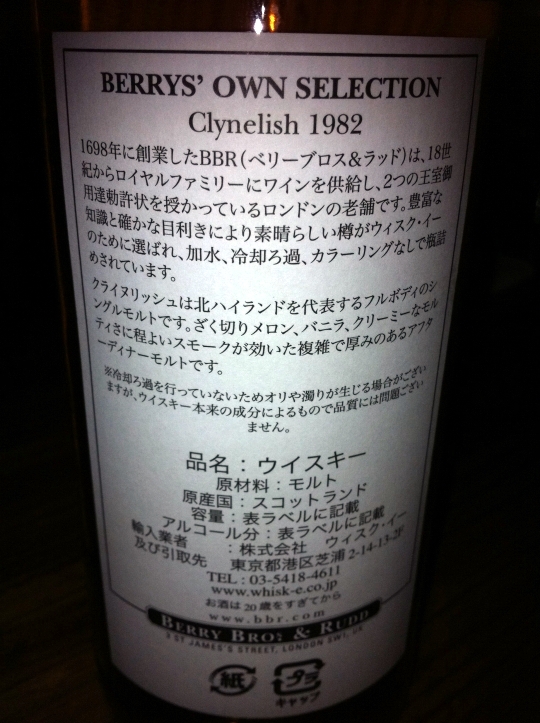 BERRYS' OWN SELECTION
Clynelish 1982
1698年に創業したBBR(ベリーブロス&ラッド)は、18世
紀からロイヤルファミリーにワインを供給し、2つの王室御
用達勅許状を授かっているロンドンの老舗です。豊富な
知識と確かな目利きにより素晴らしい樽がウィスク・イー
のために選ばれ、加水、冷却ろ過、カラーリングなしで瓶詰
めされています。
クライヌリッシュは北ハイランドを代表するフルボディのシ
ングルモルトです。ざく切りメロン、バニラ、クリーミーなモル
ティさに程よいスモークが効いた複雑で厚みのあるアフタ
ーディナーモルトです。
※冷却ろ過を行っていないためオリや濁りが生じる場合がござい
ますが、ウイスキー本来の成分によるもので品質には問題ござい
ません。
品名:ウイスキー
原材料:モルト
原産国:スコットランド
容量:表ラベルに記載
アルコール分:表ラベルに記載
輸入業者 :株式会社 ウィスク・イー
及び引取先 東京都港区芝浦2-14-13-2F
TEL:03-5418-4611
www.whisk-e.co.jp
お酒は20歳をすぎてから
www.bbr.com
BERRY BROS & RUDD
3 ST JAMES'S STREET, LONDON SW1, UK
紙 プラ
キャップ